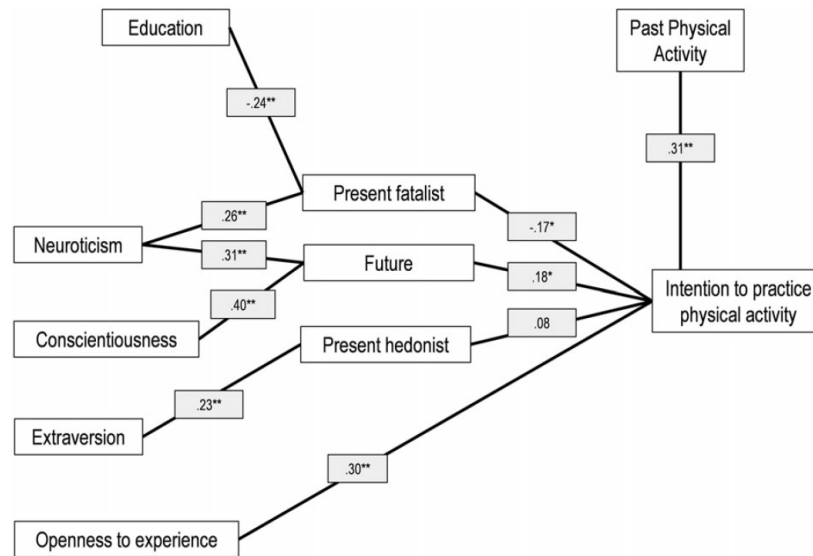 Education
Past Physical
Activity
-.24**
.31**
Present fatalist
.26**
-.17*
Neuroticism
.31**
Future
.18*
Intention to practice
physical activity
.40**
Conscientiousness
Present hedonist
.08
.23**
Extraversion
.30**
Openness to experience